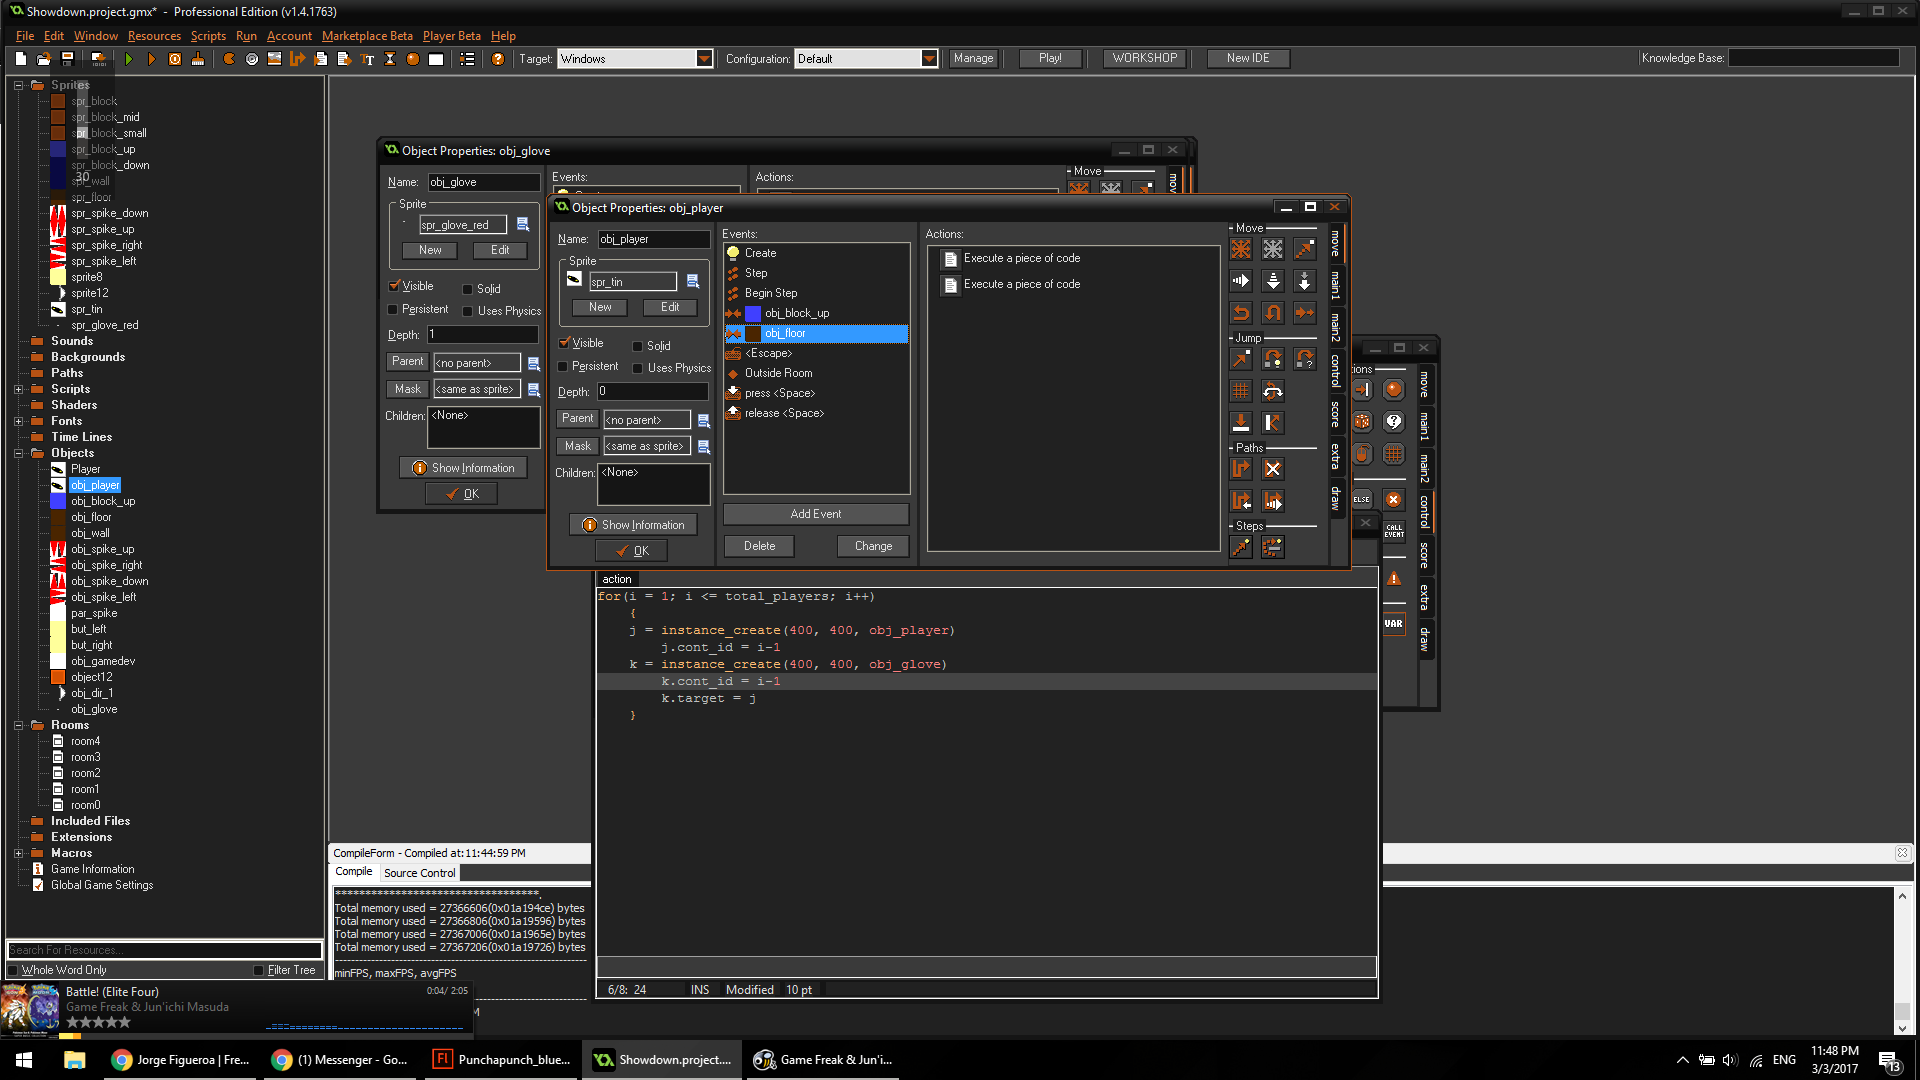 Showdown.project.gmx* - Professional Edition (v1.4.1763)
File Edit Window Resources Scripts Run Account Marketplace Beta Player Beta Help
Target: Windows Configuration: Default Manage Play! WORKSHOP New IDE Knowledge Base:
Sprites
spr_block
spr_block_mid
spr_block_small
spr_block_up
spr_block_down
30
spr_wall
spr_floor
spr_spike_down
spr_spike_up
spr_spike_right
spr_spike_left
sprite8
sprite12
spr_tin
spr_glove_red
Sounds
Backgrounds
Paths
Scripts
Shaders
Fonts
Time Lines
Objects
Player
obj_player
obj_block_up
obj_floor
obj_wall
obj_spike_up
obj_spike_right
obj_spike_down
obj_spike_left
par_spike
but_left
but_right
obj_gamedev
object12
obj_dir_1
obj_glove
Rooms
room4
room3
room2
room1
room0
Included Files
Extensions
Macros
Game Information
Global Game Settings
Search For Resources...
Whole Word Only Filter Tree
Object Properties: obj_glove
Name: obj_glove
Sprite
spr_glove_red
New Edit
Visible Solid
Persistent Uses Physics
Depth: 1
Parent <no parent>
Mask <same as sprite>
Children: <None>
Show Information
OK
Events:
Actions:
Move
move
Object Properties: obj_player
Name: obj_player
Sprite
spr_tin
New Edit
Visible Solid
Persistent Uses Physics
Depth: 0
Parent <no parent>
Mask <same as sprite>
Children: <None>
Show Information
OK
Events:
Create
Step
Begin Step
obj_block_up
obj_floor
<Escape>
Outside Room
press <Space>
release <Space>
Add Event
Delete Change
Actions:
Execute a piece of code
Execute a piece of code
Move
Jump
Paths
Steps
move
main1
main2
control
score
extra
draw
tions
ELSE
CALL EVENT
VAR
move
main1
main2
control
score
extra
draw
action
for(i = 1; i <= total_players; i++)
{
j = instance_create(400, 400, obj_player)
j.cont_id = i-1
k = instance_create(400, 400, obj_glove)
k.cont_id = i-1
k.target = j
}
6/8: 24 INS Modified 10 pt
CompileForm - Compiled at:11:44:59 PM
Compile Source Control
Total memory used = 27366606(0x01a194ce) bytes
Total memory used = 27366806(0x01a19596) bytes
Total memory used = 27367006(0x01a1965e) bytes
Total memory used = 27367206(0x01a19726) bytes
minFPS, maxFPS, avgFPS
Battle! (Elite Four) 0:04/ 2:05
Game Freak & Jun'ichi Masuda
Jorge Figueroa | Fre...
(1) Messenger - Go...
Punchapunch_blue...
Showdown.project....
Game Freak & Jun'i...
ENG
11:48 PM
3/3/2017
13